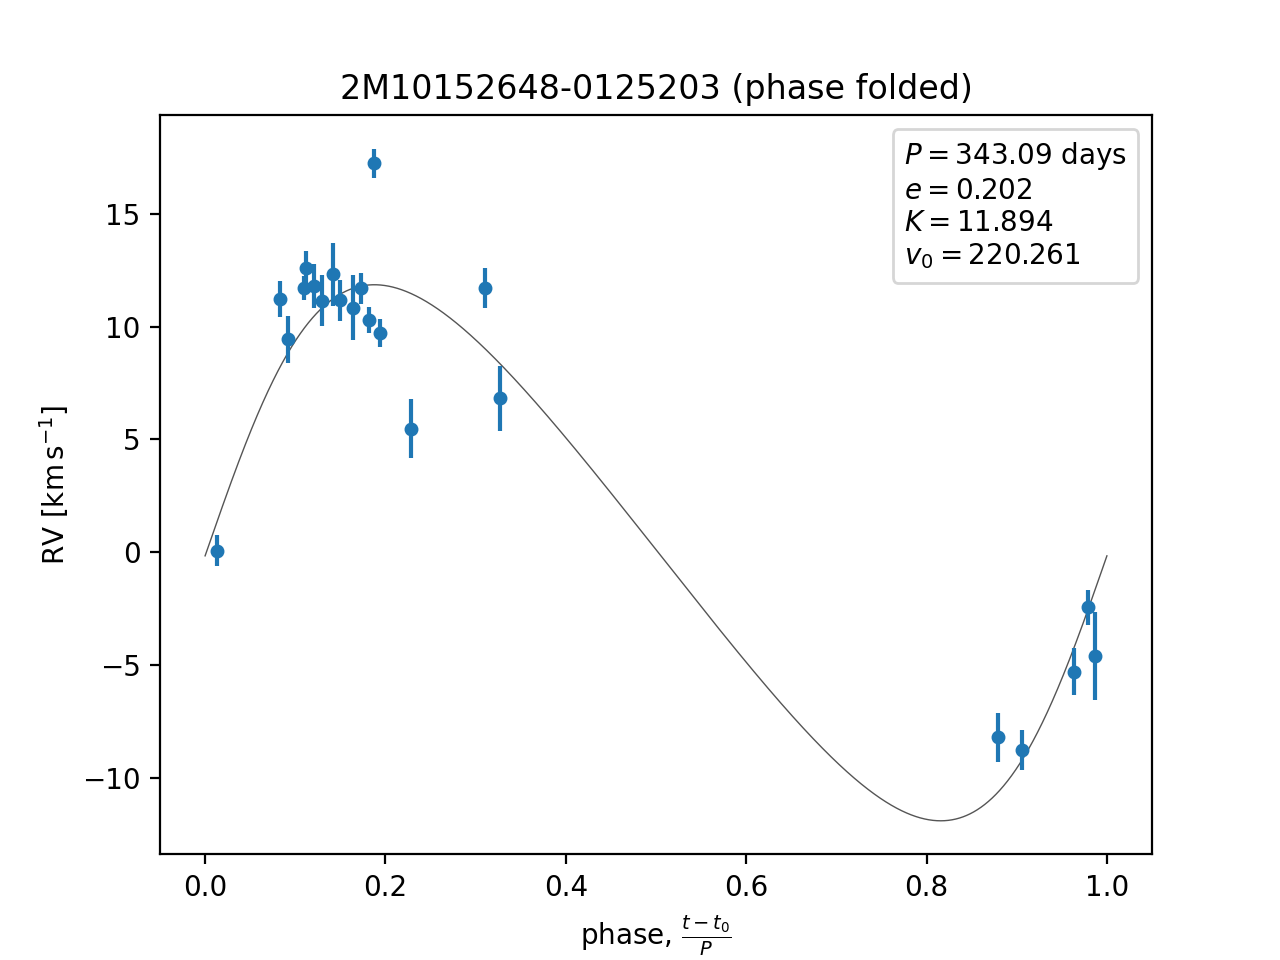 2M10152648-0125203 (phase folded)
P = 343.09 days
e = 0.202
K = 11.894
v₀ = 220.261
RV [km s⁻¹]
15
10
5
0
−5
−10
0.0 0.2 0.4 0.6 0.8 1.0
phase, (t − t₀)/P